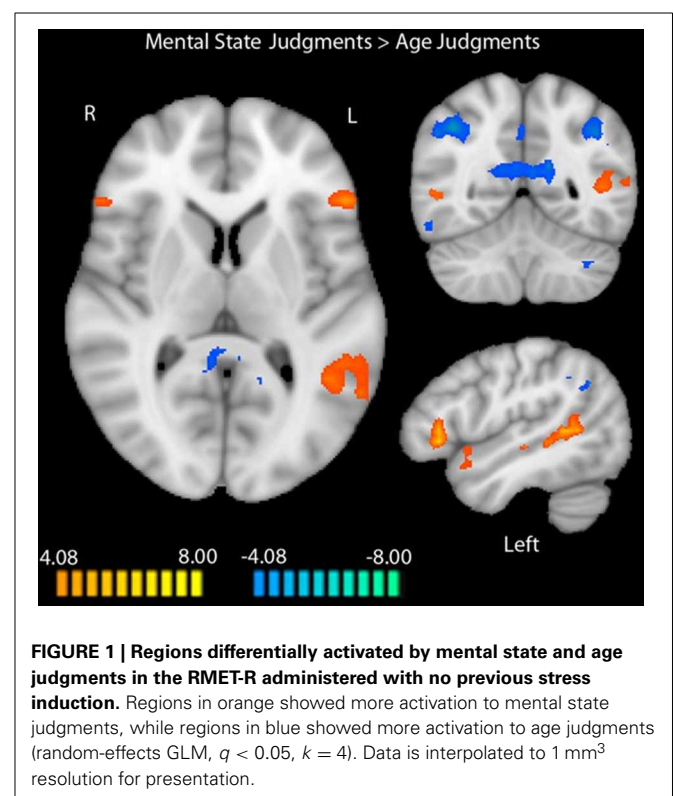 Mental State Judgments > Age Judgments
R
L
Left
4.08 8.00 -4.08 -8.00
FIGURE 1 | Regions differentially activated by mental state and age
judgments in the RMET-R administered with no previous stress
induction. Regions in orange showed more activation to mental state
judgments, while regions in blue showed more activation to age judgments
(random-effects GLM, q < 0.05, k = 4). Data is interpolated to 1 mm³
resolution for presentation.